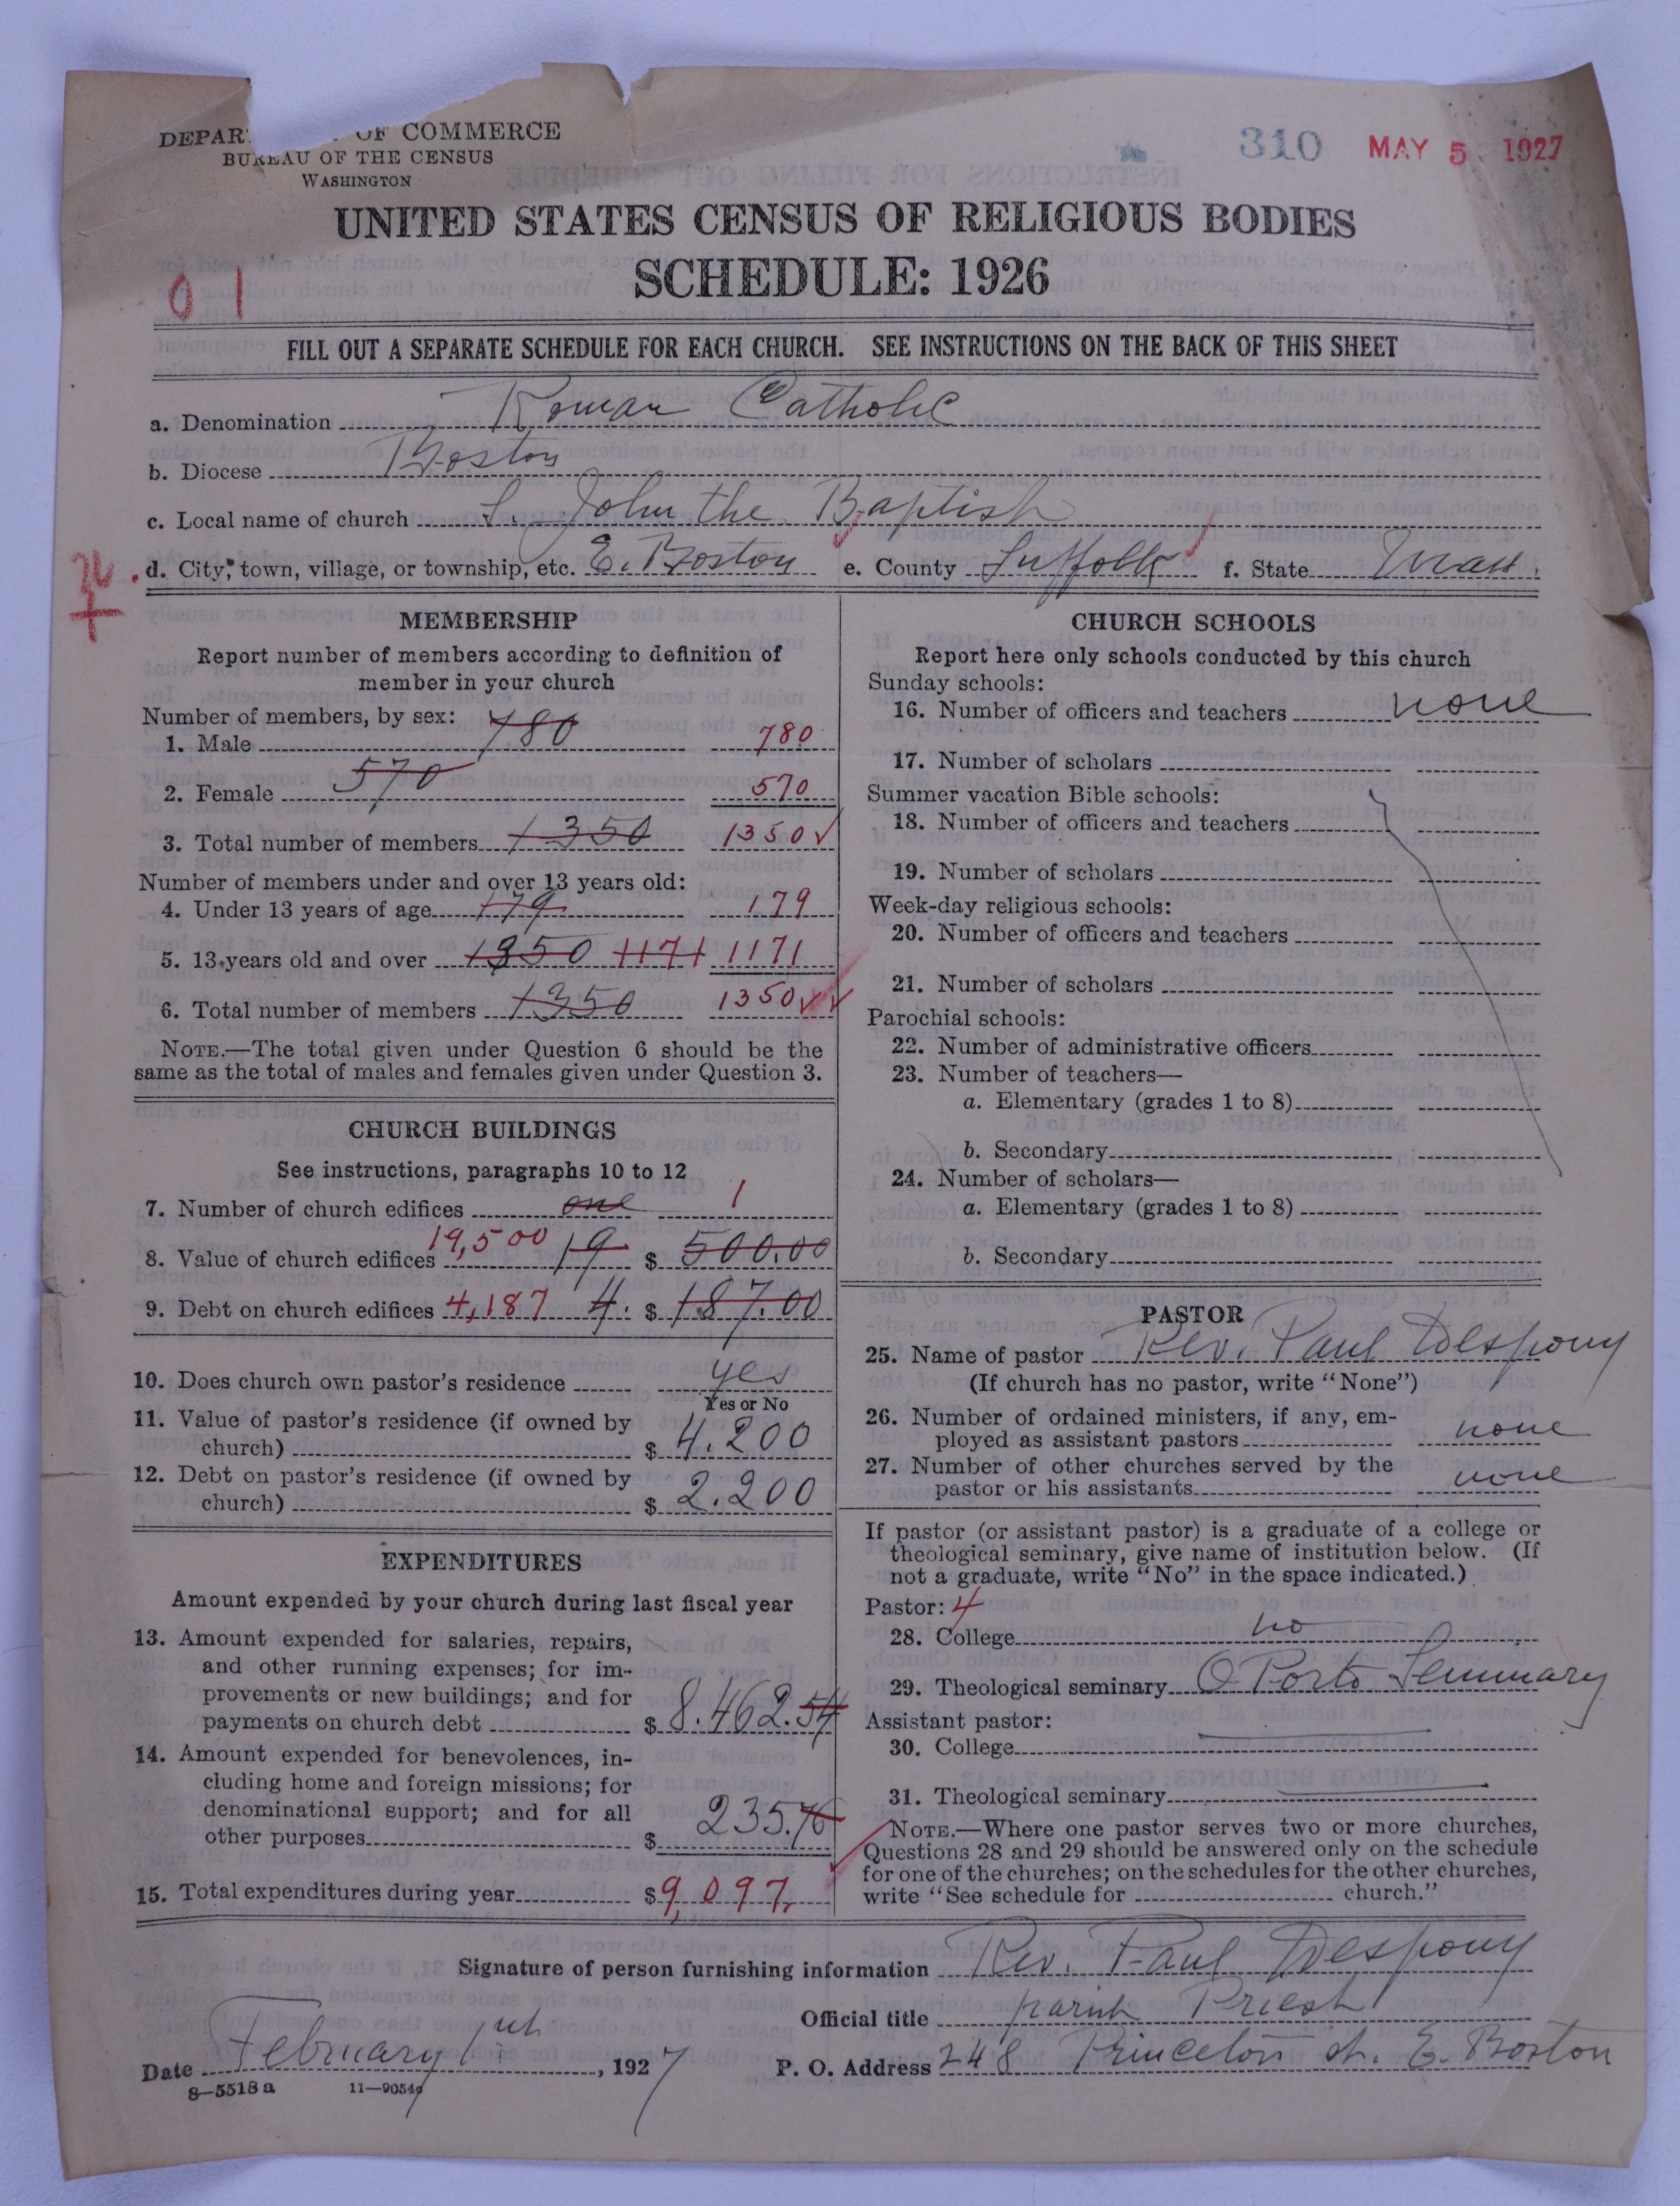 DEPAR OF COMMERCE
BUREAU OF THE CENSUS
WASHINGTON
310 MAY 5 1927
UNITED STATES CENSUS OF RELIGIOUS BODIES
SCHEDULE: 1926
0 1
FILL OUT A SEPARATE SCHEDULE FOR EACH CHURCH. SEE INSTRUCTIONS ON THE BACK OF THIS SHEET
a. Denomination Roman Catholic
b. Diocese Boston
c. Local name of church S. John the Baptish
d. City, town, village, or township, etc. E. Boston e. County Suffolk f. State Mass.
MEMBERSHIP
Report number of members according to definition of
member in your church
Number of members, by sex:
1. Male 780 780
2. Female 570 570
3. Total number of members 1350 1350
Number of members under and over 13 years old:
4. Under 13 years of age 179 179
5. 13 years old and over 1350 1171 1171
6. Total number of members 1350 1350
NOTE.—The total given under Question 6 should be the
same as the total of males and females given under Question 3.
CHURCH BUILDINGS
See instructions, paragraphs 10 to 12
7. Number of church edifices one 1
8. Value of church edifices 19,500 19 $ 500.00
9. Debt on church edifices 4,187 4. $ 187.00
10. Does church own pastor's residence yes
Yes or No
11. Value of pastor's residence (if owned by
church) $ 4.200
12. Debt on pastor's residence (if owned by
church) $ 2.200
EXPENDITURES
Amount expended by your church during last fiscal year
13. Amount expended for salaries, repairs,
and other running expenses; for im-
provements or new buildings; and for
payments on church debt $ 8.462.54
14. Amount expended for benevolences, in-
cluding home and foreign missions; for
denominational support; and for all
other purposes $ 235.76
15. Total expenditures during year $ 9,097.
CHURCH SCHOOLS
Report here only schools conducted by this church
Sunday schools:
16. Number of officers and teachers none
17. Number of scholars
Summer vacation Bible schools:
18. Number of officers and teachers
19. Number of scholars
Week-day religious schools:
20. Number of officers and teachers
21. Number of scholars
Parochial schools:
22. Number of administrative officers
23. Number of teachers—
a. Elementary (grades 1 to 8)
b. Secondary
24. Number of scholars—
a. Elementary (grades 1 to 8)
b. Secondary
PASTOR
25. Name of pastor Rev. Paul Despouy
(If church has no pastor, write "None")
26. Number of ordained ministers, if any, em-
ployed as assistant pastors none
27. Number of other churches served by the
pastor or his assistants none
If pastor (or assistant pastor) is a graduate of a college or
theological seminary, give name of institution below. (If
not a graduate, write "No" in the space indicated.)
Pastor: 4
28. College no
29. Theological seminary O Porto Seminary
Assistant pastor:
30. College
31. Theological seminary
NOTE.—Where one pastor serves two or more churches,
Questions 28 and 29 should be answered only on the schedule
for one of the churches; on the schedules for the other churches,
write "See schedule for church."
Signature of person furnishing information Rev. Paul Despouy
Official title parish Priest
Date February 1st, 1927 P. O. Address 248 Princeton st. E. Boston
8—5518 a 11—9054